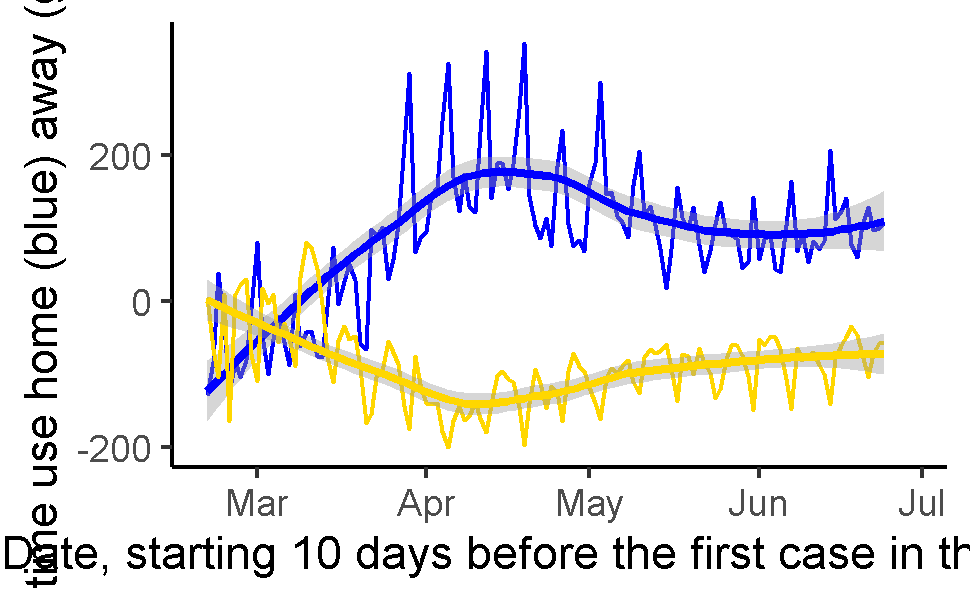 time use home (blue) away (
200
0
-200
Mar Apr May Jun Jul
Date, starting 10 days before the first case in th